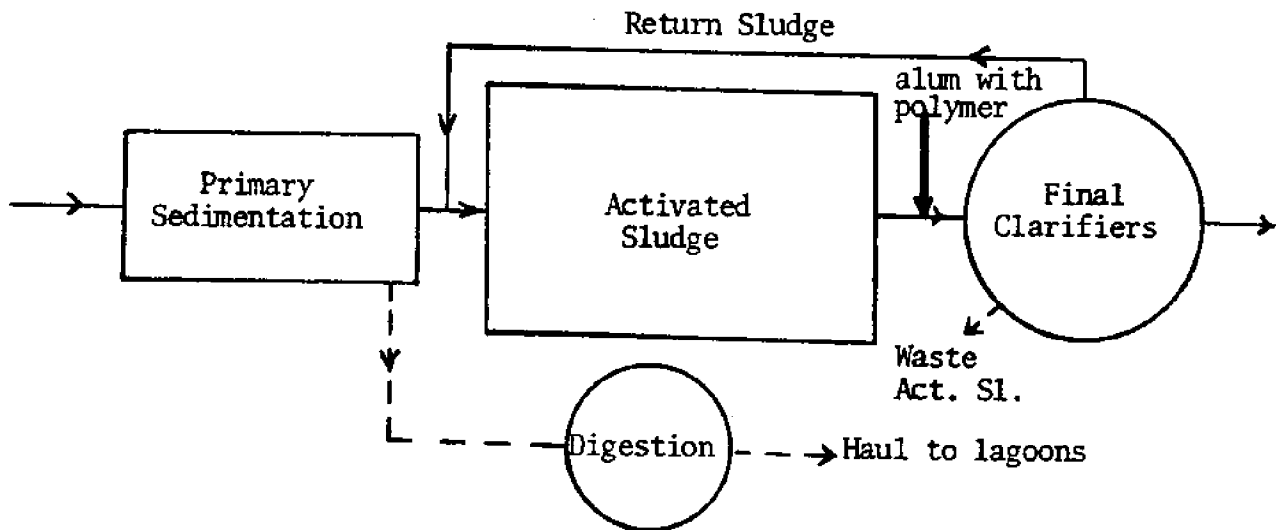 Return Sludge
alum with
polymer
Primary
Sedimentation
Activated
Sludge
Final
Clarifiers
Waste
Act. Sl.
Digestion
Haul to lagoons